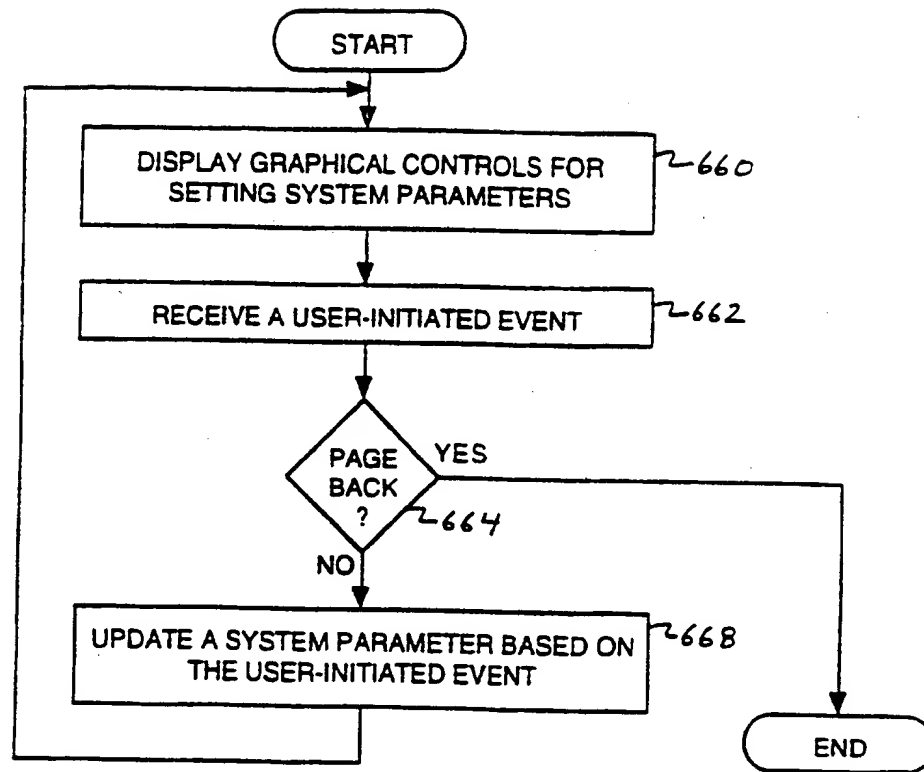 START
DISPLAY GRAPHICAL CONTROLS FOR
SETTING SYSTEM PARAMETERS
660
RECEIVE A USER-INITIATED EVENT
662
PAGE
BACK
?
YES
664
NO
UPDATE A SYSTEM PARAMETER BASED ON
THE USER-INITIATED EVENT
668
END